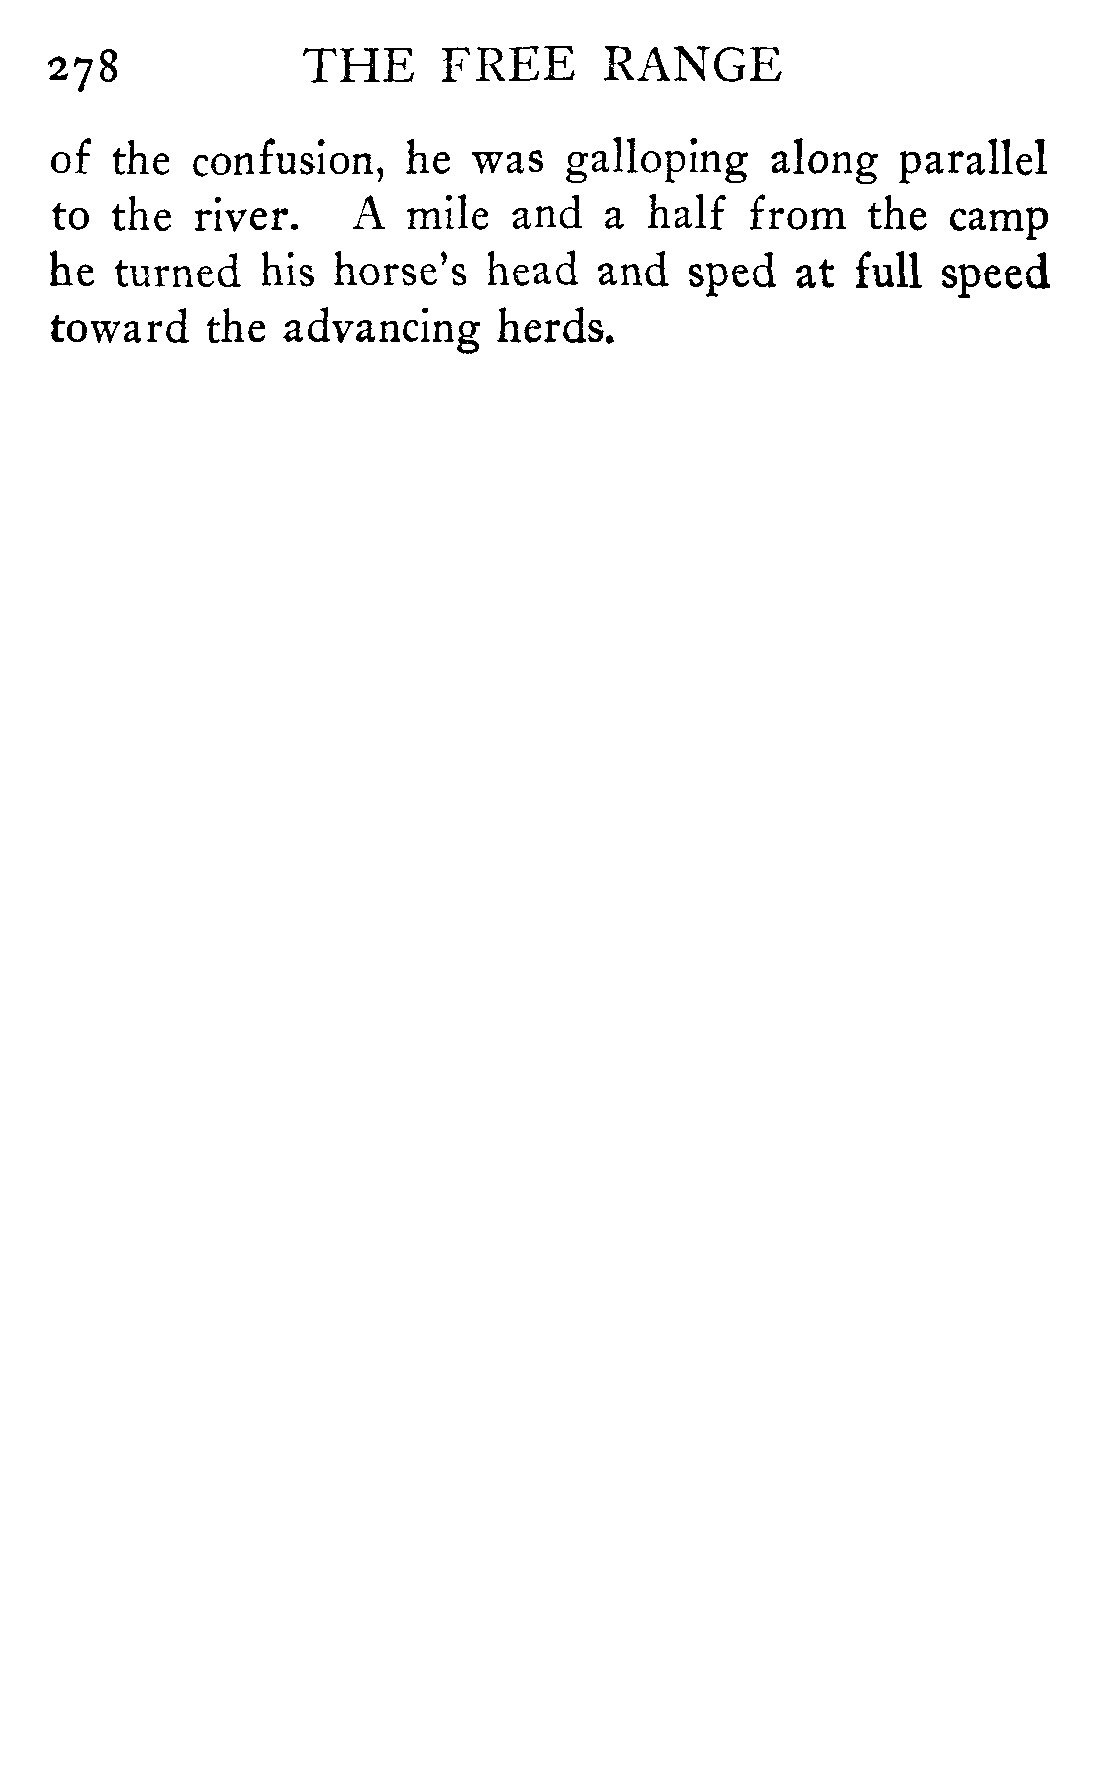 278 THE FREE RANGE
of the confusion, he was galloping along parallel
to the river. A mile and a half from the camp
he turned his horse's head and sped at full speed
toward the advancing herds.